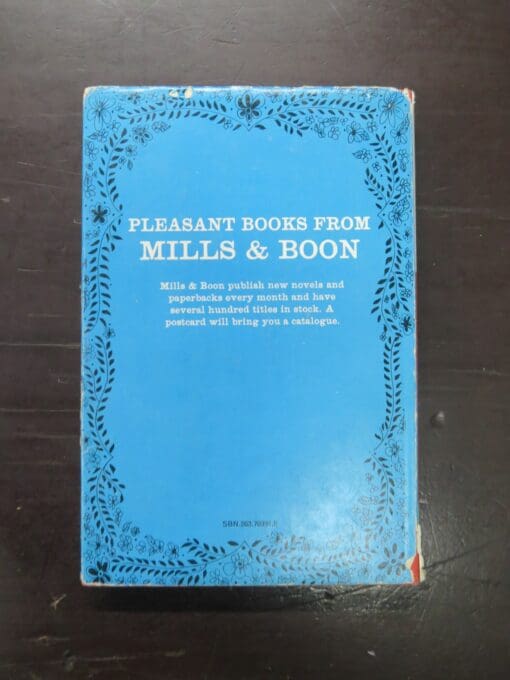 PLEASANT BOOKS FROM
MILLS & BOON
Mills & Boon publish new novels and
paperbacks every month and have
several hundred titles in stock. A
postcard will bring you a catalogue.
SBN